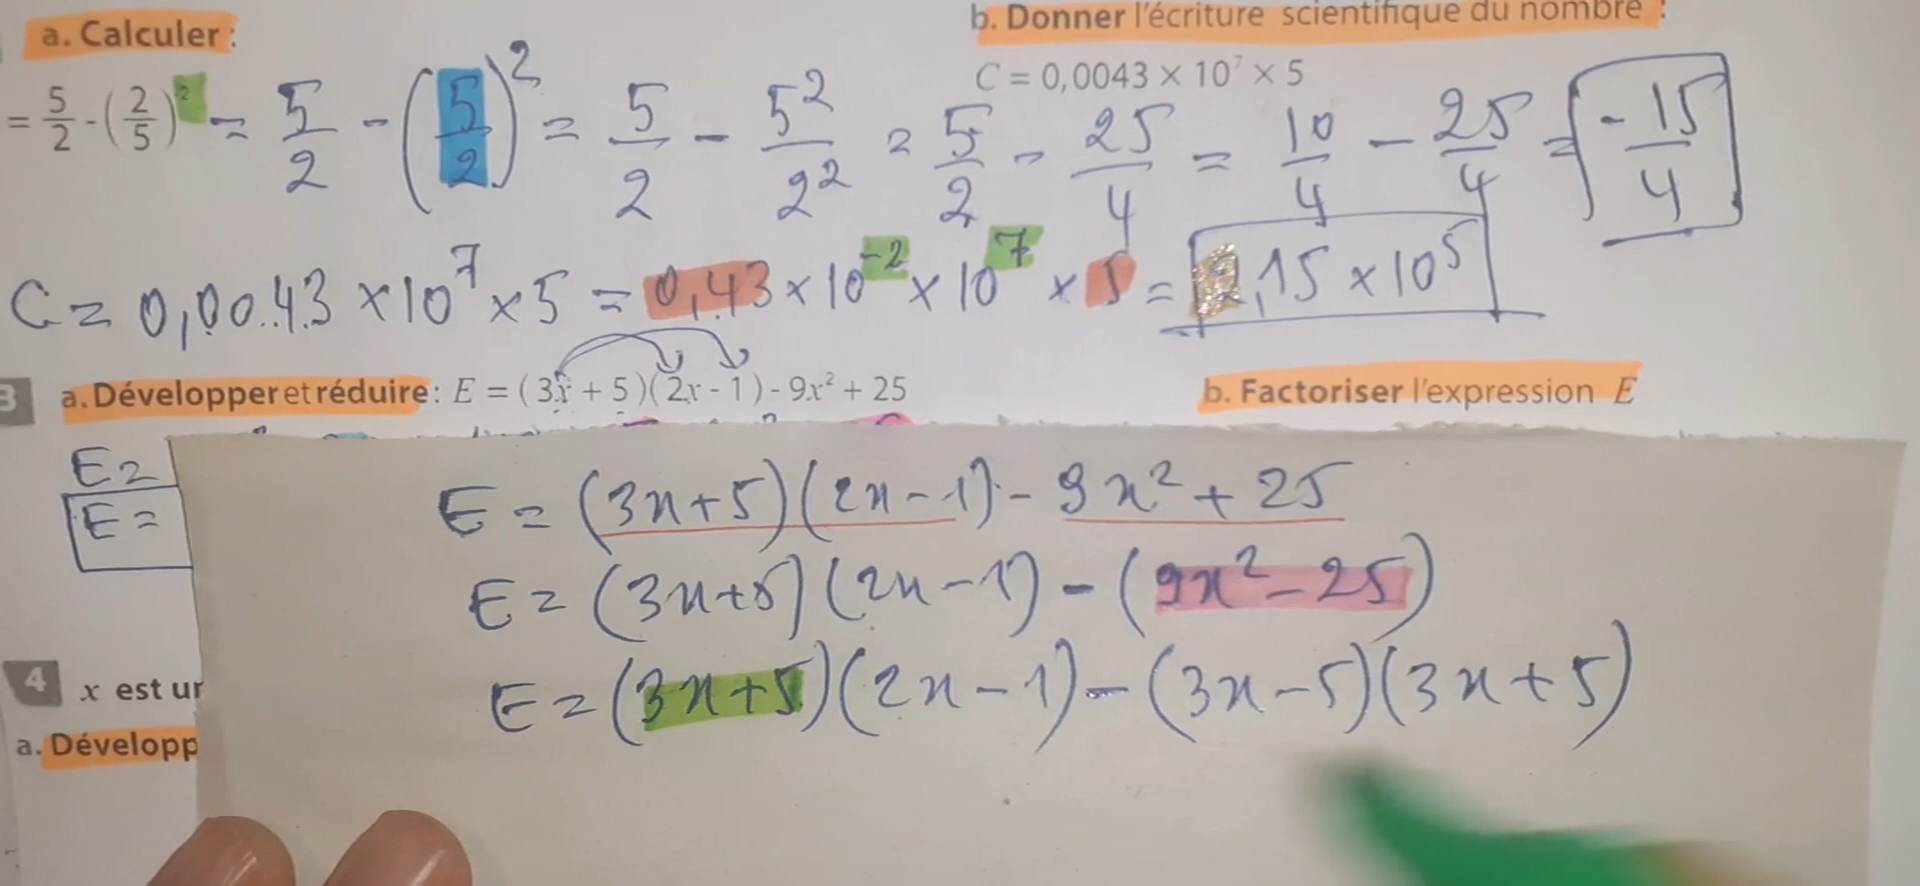 a. Calculer :
b. Donner l'écriture scientifique du nombre :
= 5/2 - (2/5)² = 5/2 - (5/2)² = 5/2 - 5²/2² = 5/2 - 25/4 = 10/4 - 25/4 = -15/4
C = 0,0043 × 10⁷ × 5
C = 0,00.43 × 10⁷ × 5 = 0,43 × 10⁻² × 10⁷ × 5 = ,15 × 10⁵
3 a. Développer et réduire : E = ( 3x + 5 )( 2x - 1 ) - 9x² + 25
b. Factoriser l'expression E
E =
E =
E = (3x+5)(2x-1) - 9x² + 25
E = (3x+5)(2x-1) - (9x² - 25)
E = (3x+5)(2x-1) - (3x-5)(3x+5)
4 x est ur
a. Développ